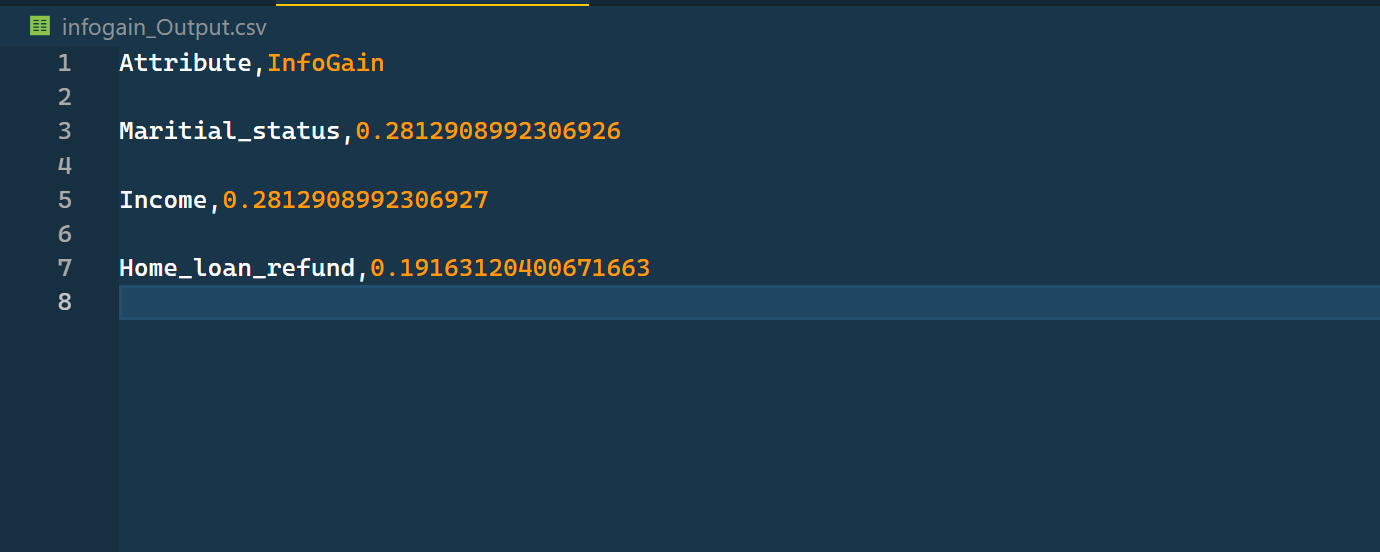 infogain_Output.csv
1 Attribute,InfoGain
2
3 Maritial_status,0.2812908992306926
4
5 Income,0.2812908992306927
6
7 Home_loan_refund,0.19163120400671663
8